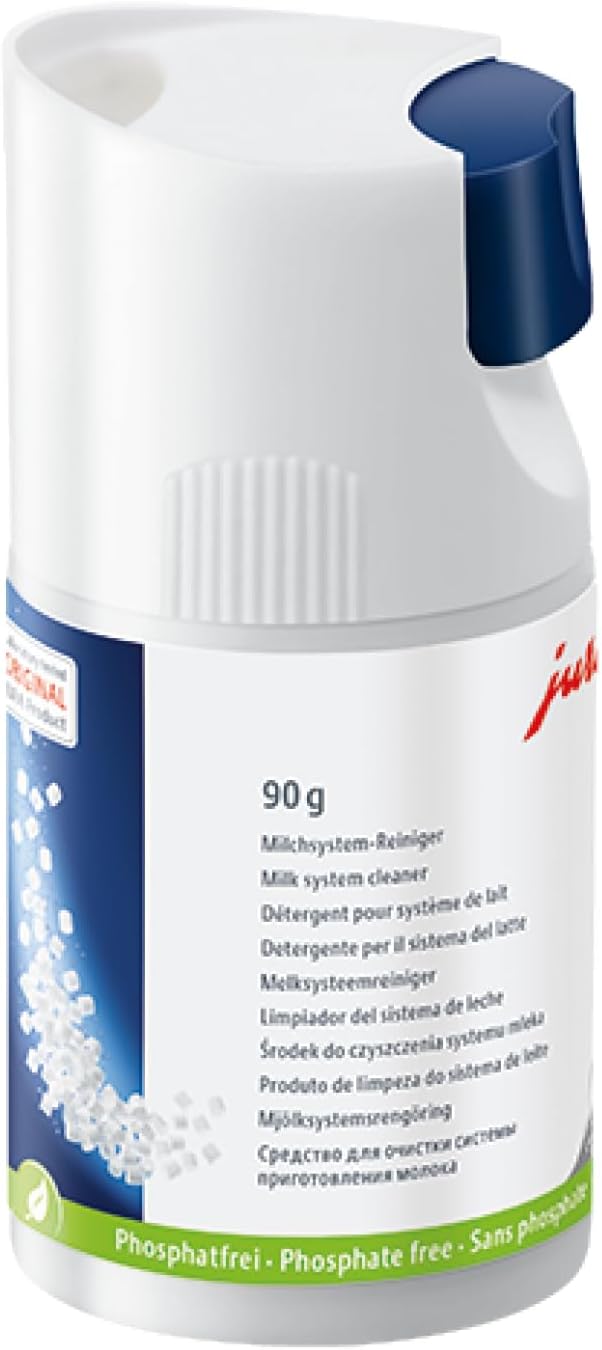 ORIGINAL
Product
jura
90 g
Milchsystem-Reiniger
Milk system cleaner
Détergent pour système de lait
Detergente per il sistema del latte
Melksysteemreiniger
Limpiador del sistema de leche
Środek do czyszczenia systemu mleka
Produto de limpeza do sistema de leite
Mjölksystemsrengöring
Средство для очистки системы
приготовления молока
Phosphatfrei · Phosphate free · Sans phosphate